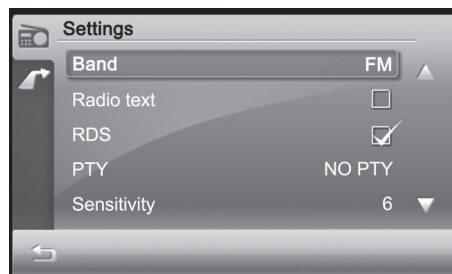 Settings
Band FM
Radio text
RDS
PTY NO PTY
Sensitivity 6